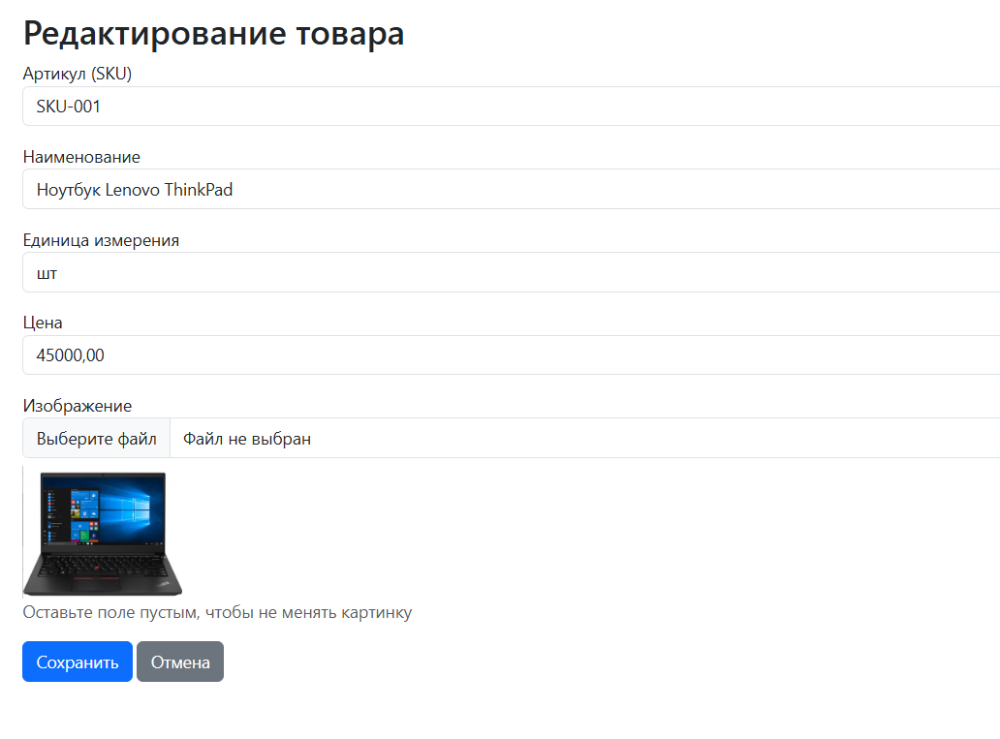 Редактирование товара
Артикул (SKU)
SKU-001
Наименование
Ноутбук Lenovo ThinkPad
Единица измерения
шт
Цена
45000,00
Изображение
Выберите файл Файл не выбран
Оставьте поле пустым, чтобы не менять картинку
Сохранить Отмена